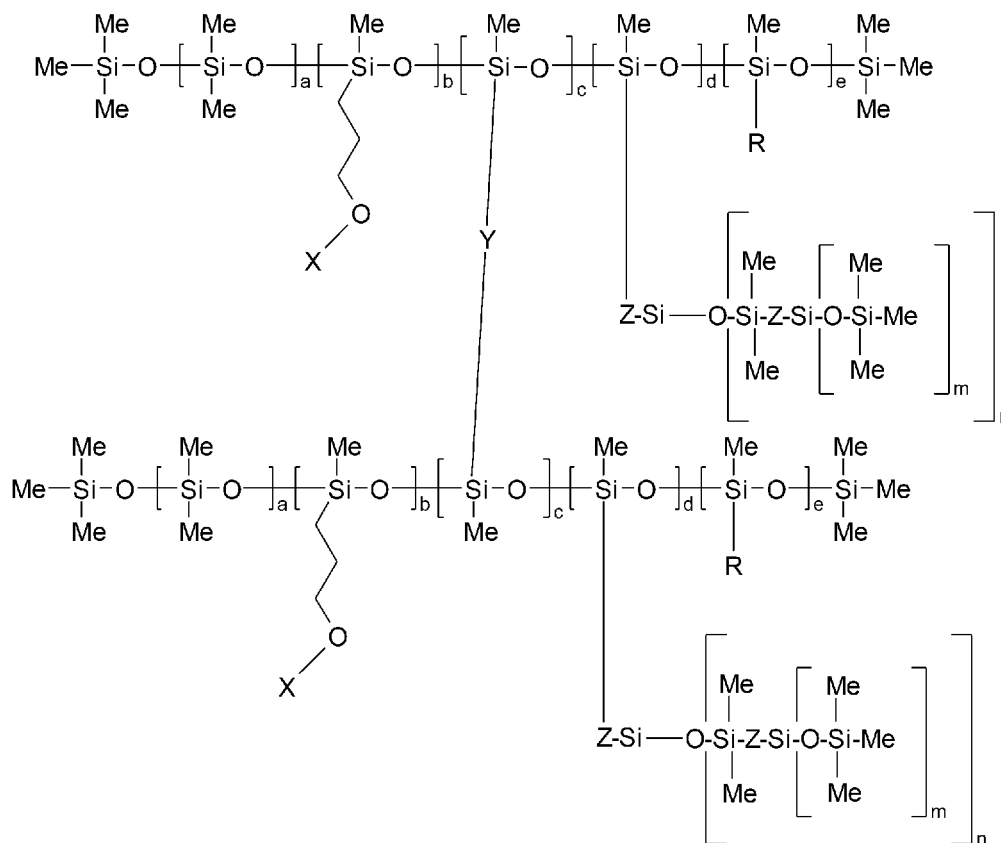 Me Me Me Me Me Me Me
Me Si O Si O a Si O b Si O c Si O d Si O e Si Me
Me Me R Me
O
X
Y
Me Me
Z-Si O-Si-Z-Si O-Si-Me
Me Me m
Me Me Me Me Me Me
Me Si O Si O a Si O b Si O c Si O d Si O e Si Me
Me Me Me Me
R
O
X
Me Me
Z-Si O-Si-Z-Si O-Si-Me
Me Me m
n